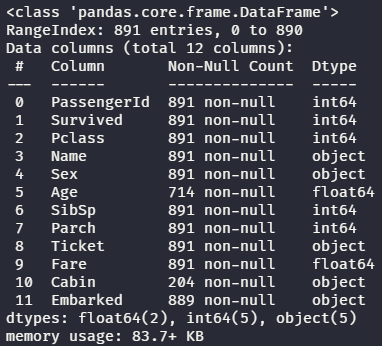 <class 'pandas.core.frame.DataFrame'>
RangeIndex: 891 entries, 0 to 890
Data columns (total 12 columns):
 #   Column       Non-Null Count  Dtype
---  ------       --------------  -----
 0   PassengerId  891 non-null    int64
 1   Survived     891 non-null    int64
 2   Pclass       891 non-null    int64
 3   Name         891 non-null    object
 4   Sex          891 non-null    object
 5   Age          714 non-null    float64
 6   SibSp        891 non-null    int64
 7   Parch        891 non-null    int64
 8   Ticket       891 non-null    object
 9   Fare         891 non-null    float64
 10  Cabin        204 non-null    object
 11  Embarked     889 non-null    object
dtypes: float64(2), int64(5), object(5)
memory usage: 83.7+ KB